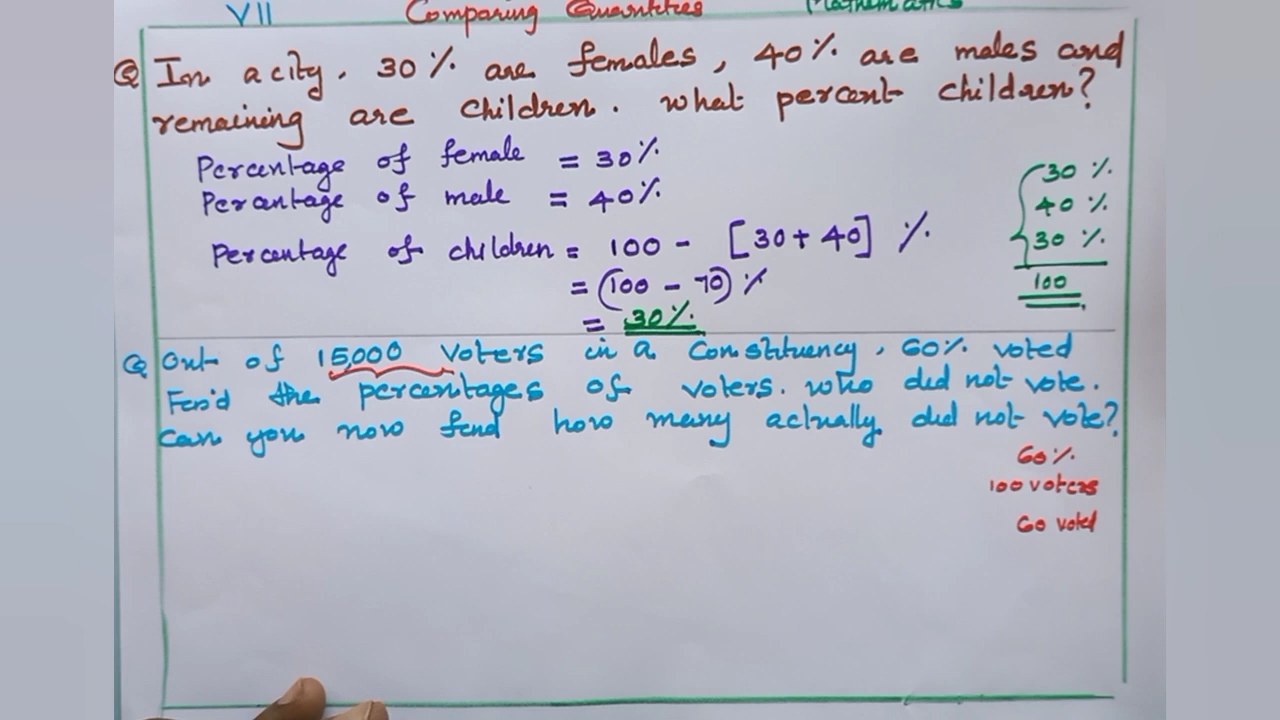 VII Comparing Quantities Mathematics
Q In a city, 30% are females, 40% are males and
remaining are children. what percent children?
Percentage of female = 30%
Percentage of male = 40%
Percentage of children = 100 - [30+40] %
= (100 - 70) %
= 30%
30 %
40 %
30 %
100
Q Out of 15000 voters in a constituency, 60% voted
Find the percentages of voters. who did not vote.
Can you now find how many actually did not vote?
60%
100 voters
60 voted